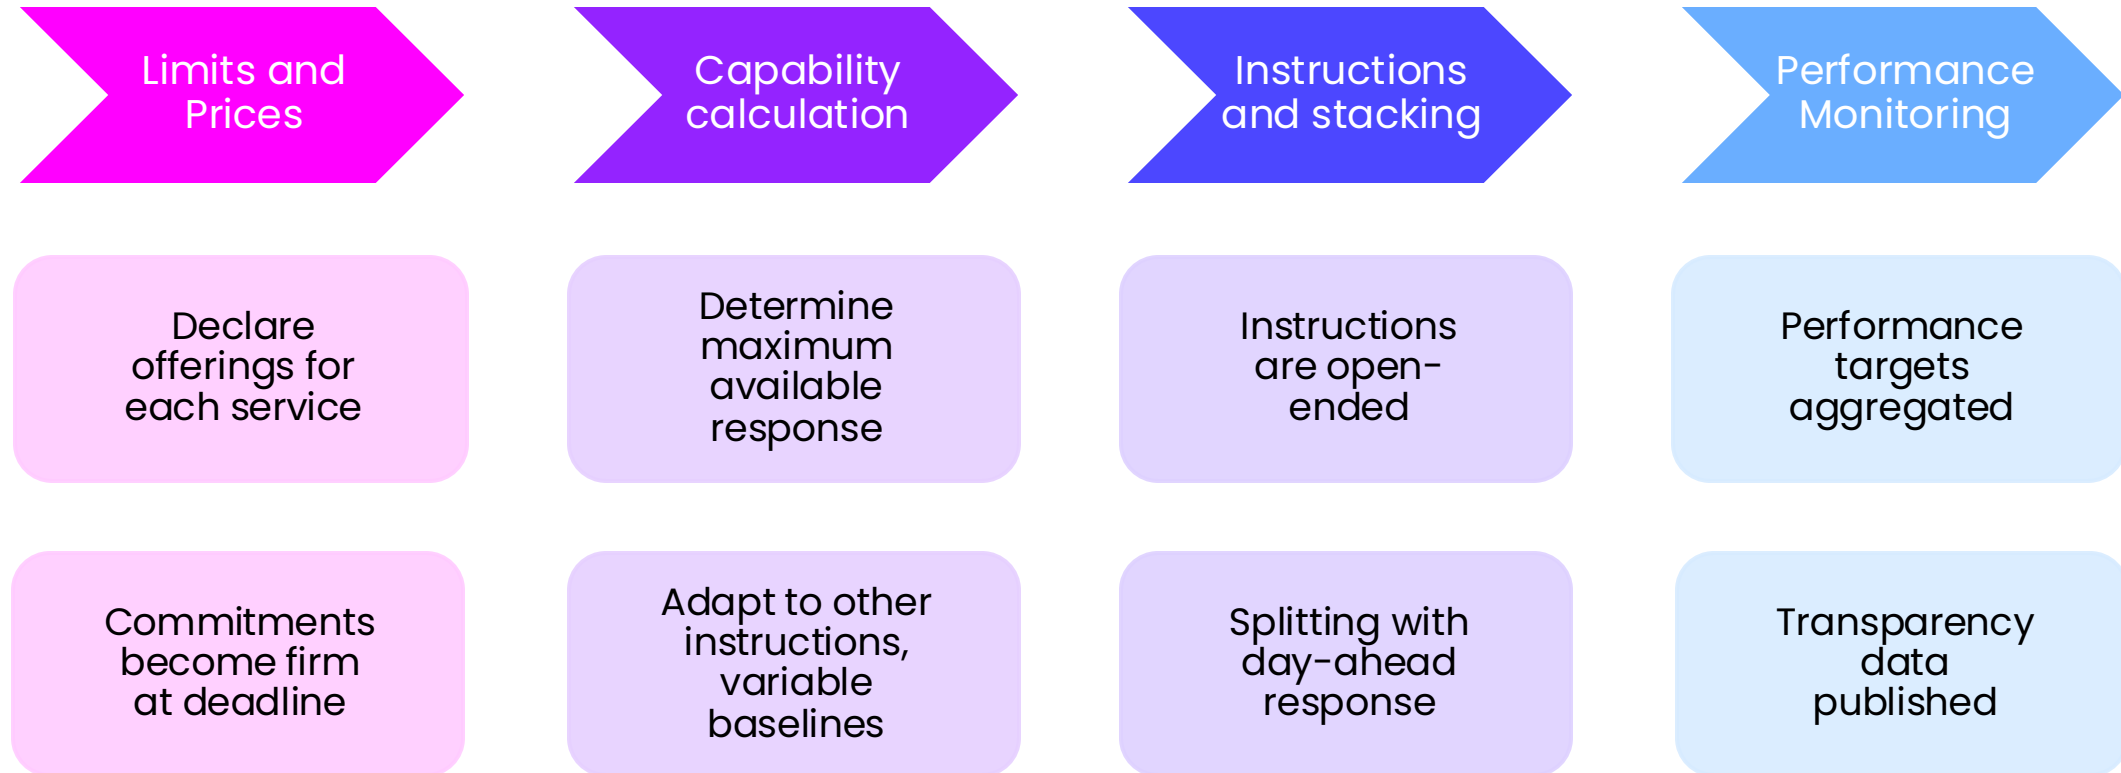 Limits and
Prices
Capability
calculation
Instructions
and stacking
Performance
Monitoring
Declare
offerings for
each service
Determine
maximum
available
response
Instructions
are open-
ended
Performance
targets
aggregated
Commitments
become firm
at deadline
Adapt to other
instructions,
variable
baselines
Splitting with
day-ahead
response
Transparency
data
published